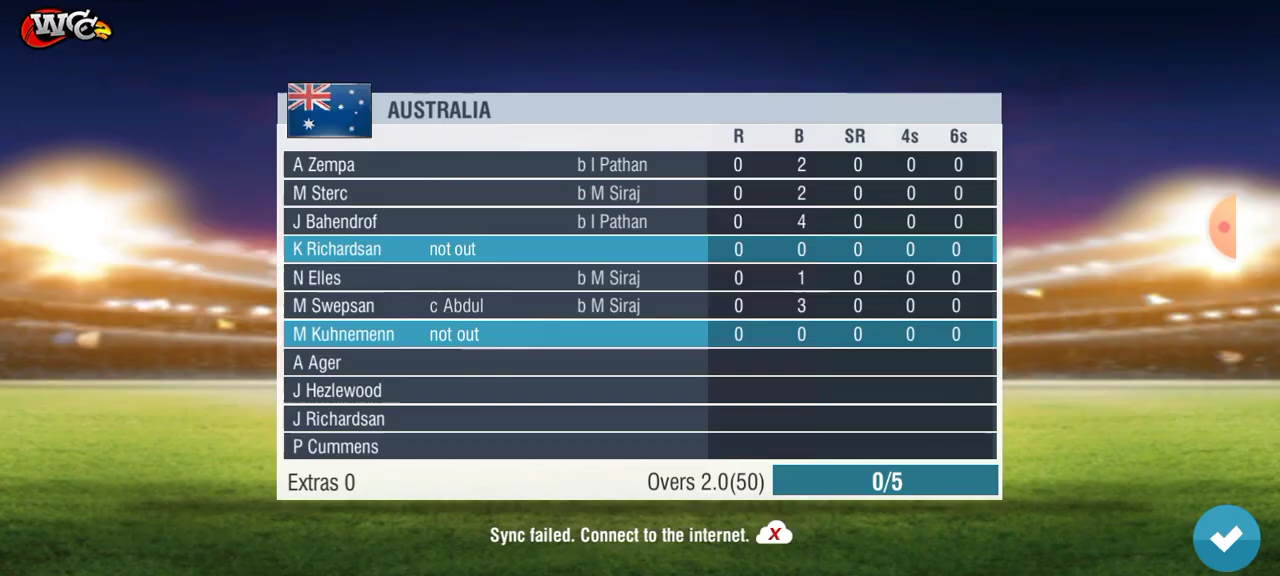 WCC
AUSTRALIA
R B SR 4s 6s
A Zempa b I Pathan 0 2 0 0 0
M Sterc b M Siraj 0 2 0 0 0
J Bahendrof b I Pathan 0 4 0 0 0
K Richardsan not out 0 0 0 0 0
N Elles b M Siraj 0 1 0 0 0
M Swepsan c Abdul b M Siraj 0 3 0 0 0
M Kuhnemenn not out 0 0 0 0 0
A Ager
J Hezlewood
J Richardsan
P Cummens
Extras 0 Overs 2.0(50) 0/5
Sync failed. Connect to the internet. X